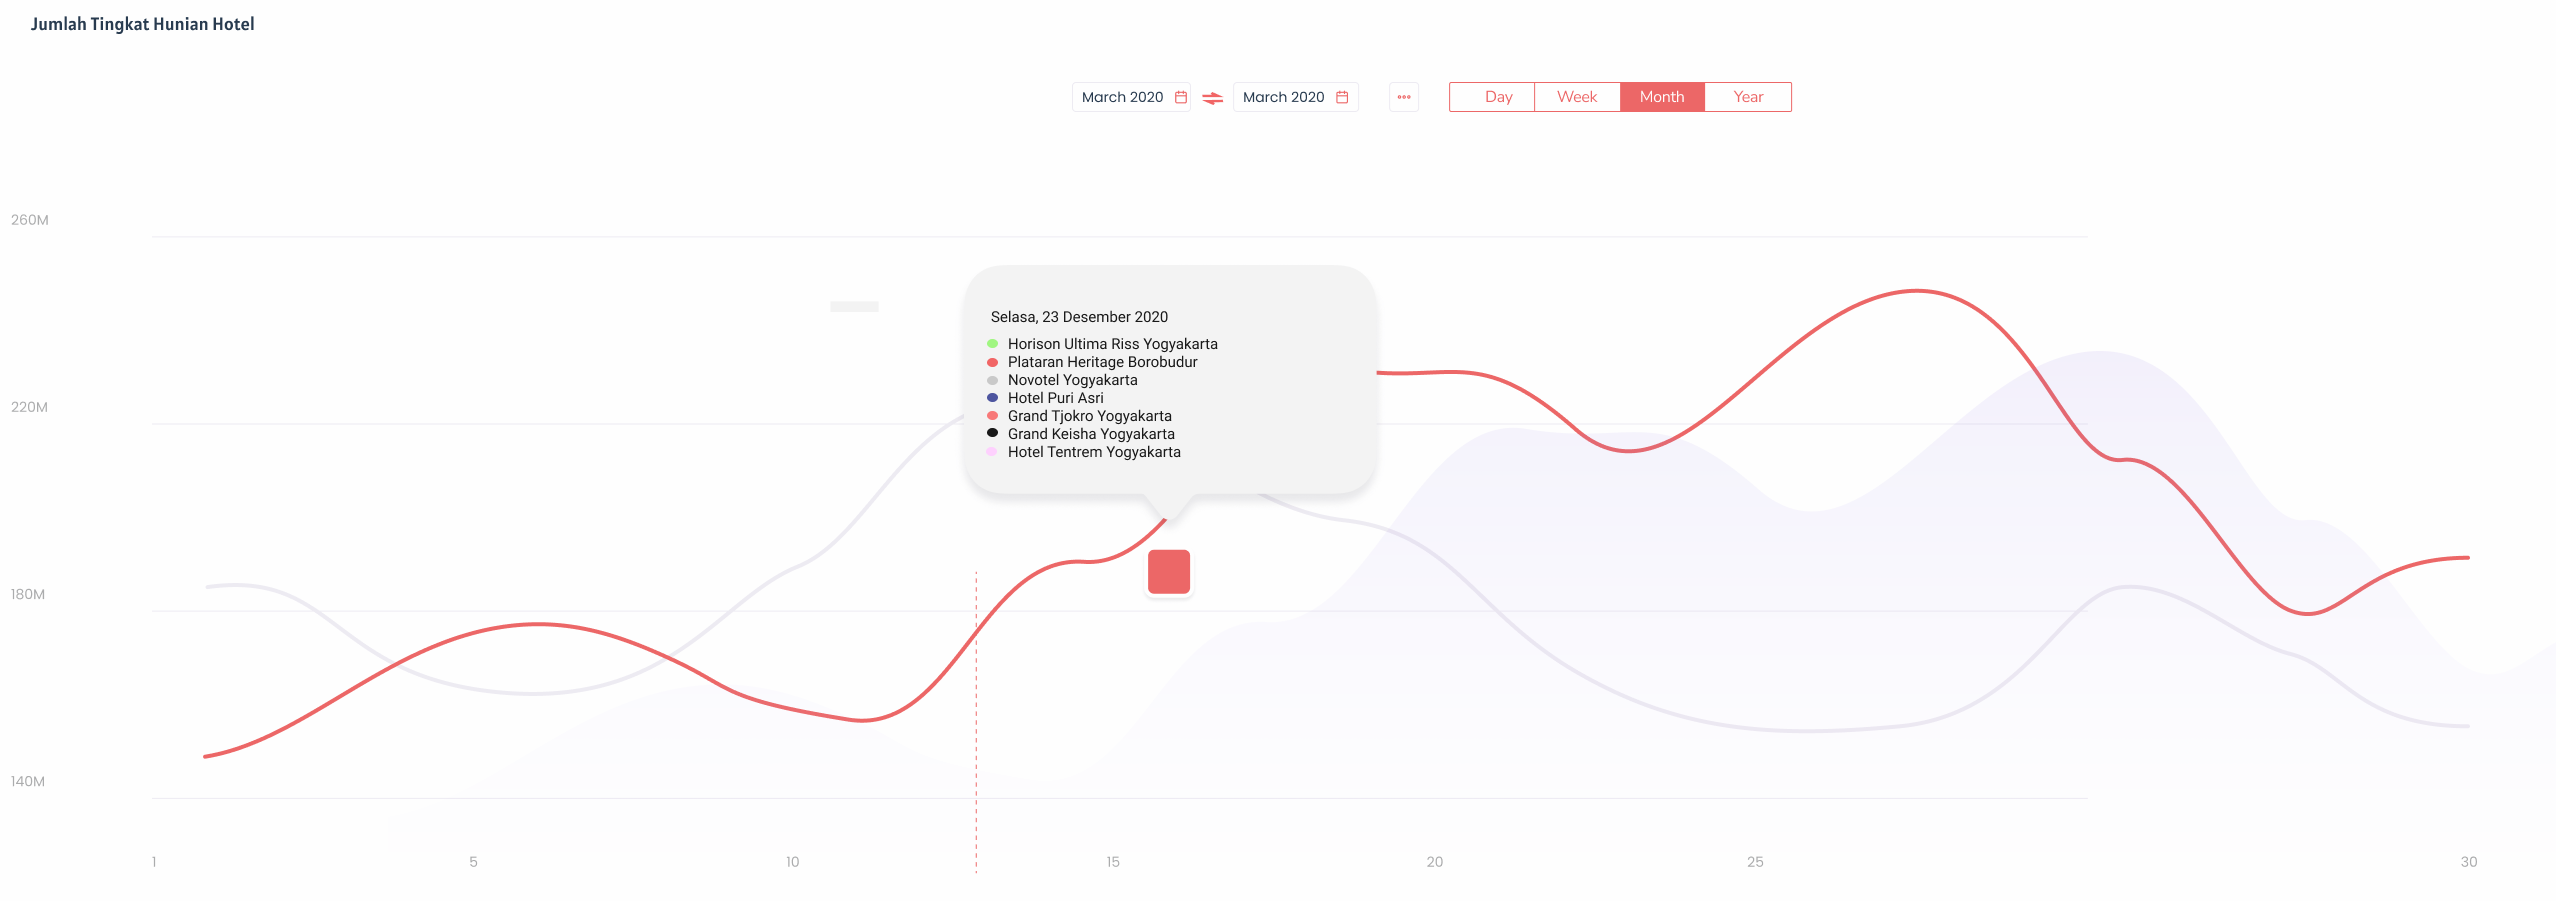 Jumlah Tingkat Hunian Hotel
March 2020
March 2020
Day
Week
Month
Year
260M
220M
180M
140M
Selasa, 23 Desember 2020
Horison Ultima Riss Yogyakarta
Plataran Heritage Borobudur
Novotel Yogyakarta
Hotel Puri Asri
Grand Tjokro Yogyakarta
Grand Keisha Yogyakarta
Hotel Tentrem Yogyakarta
1
5
10
15
20
25
30